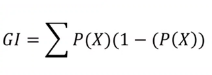 GI = ∑ P(X)(1 − (P(X))